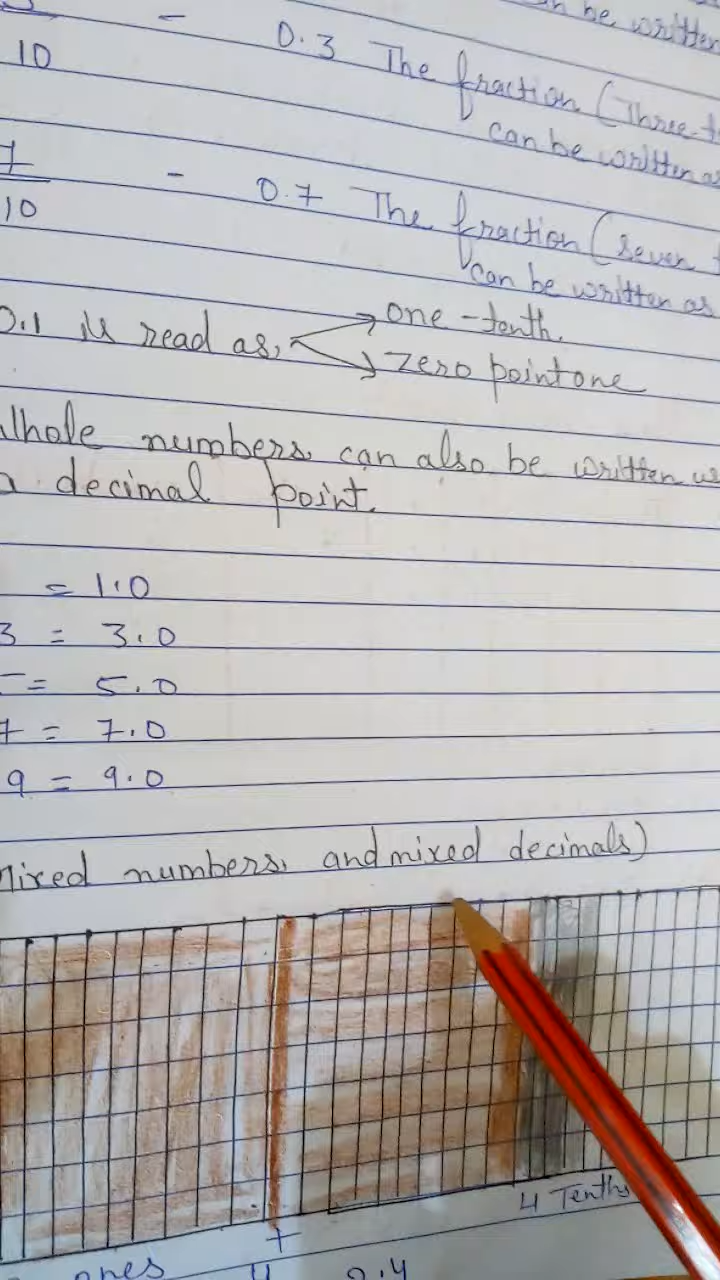 be written
10 - 0.3 The fraction (Three
can be written as
7
10 - 0.7 The fraction (seven
can be written as
0.1 is read as, one-tenth.
zero point one
Whole numbers can also be written
a decimal point.
= 1.0
3 = 3.0
5 = 5.0
7 = 7.0
9 = 9.0
Mixed numbers, and mixed decimals)
4 Tenths
+
ones 2.4